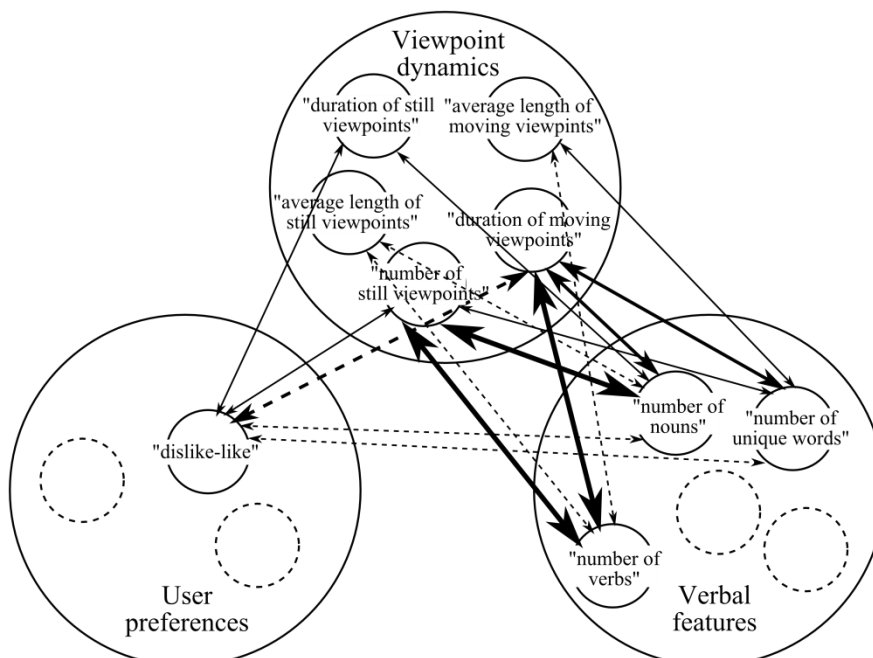 Viewpoint
dynamics
"duration of still
viewpoints"
"average length of
moving viewpints"
"average length of
still viewpoints"
"duration of moving
viewpoints"
"number of
still viewpoints"
"dislike-like"
"number of
nouns"
"number of
unique words"
"number of
verbs"
User
preferences
Verbal
features